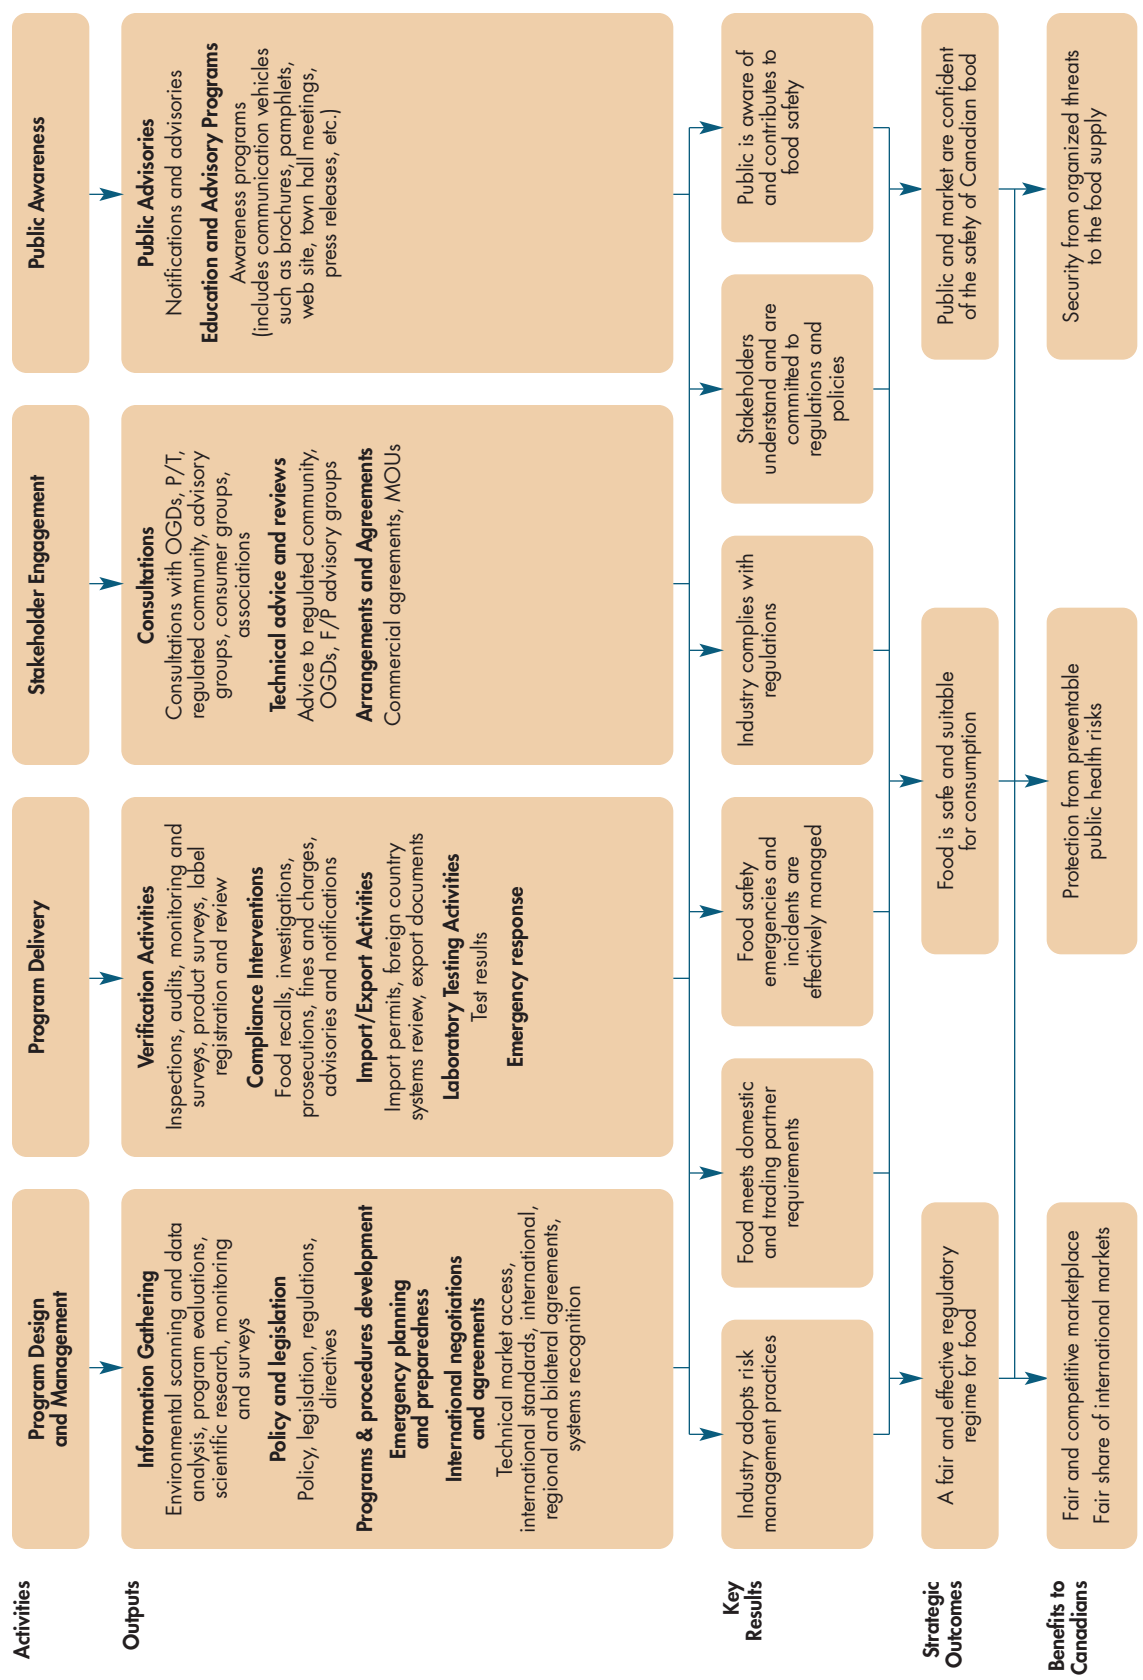 Activities
Program Design
and Management
Program Delivery
Stakeholder Engagement
Public Awareness
Outputs
Information Gathering
Environmental scanning and data
analysis, program evaluations,
scientific research, monitoring
and surveys
Policy and legislation
Policy, legislation, regulations,
directives
Programs & procedures development
Emergency planning
and preparedness
International negotiations
and agreements
Technical market access,
international standards, international,
regional and bilateral agreements,
systems recognition
Verification Activities
Inspections, audits, monitoring and
surveys, product surveys, label
registration and review
Compliance Interventions
Food recalls, investigations,
prosecutions, fines and charges,
advisories and notifications
Import/Export Activities
Import permits, foreign country
systems review, export documents
Laboratory Testing Activities
Test results
Emergency response
Consultations
Consultations with OGDs, P/T,
regulated community, advisory
groups, consumer groups,
associations
Technical advice and reviews
Advice to regulated community,
OGDs, F/P advisory groups
Arrangements and Agreements
Commercial agreements, MOUs
Public Advisories
Notifications and advisories
Education and Advisory Programs
Awareness programs
(includes communication vehicles
such as brochures, pamphlets,
web site, town hall meetings,
press releases, etc.)
Key
Results
Industry adopts risk
management practices
Food meets domestic
and trading partner
requirements
Food safety
emergencies and
incidents are
effectively managed
Industry complies with
regulations
Stakeholders
understand and are
committed to
regulations and
policies
Public is aware of
and contributes to
food safety
Strategic
Outcomes
A fair and effective regulatory
regime for food
Food is safe and suitable
for consumption
Public and market are confident
of the safety of Canadian food
Benefits to
Canadians
Fair and competitive marketplace
Fair share of international markets
Protection from preventable
public health risks
Security from organized threats
to the food supply